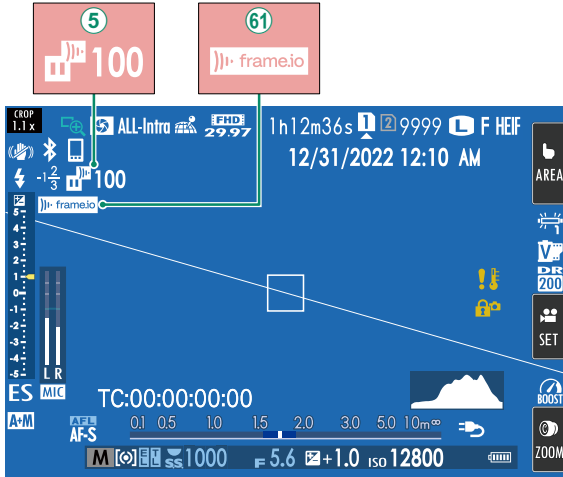 5
61
100
frame.io
CROP
1.1x
ALL-Intra
FHD
29.97
1h12m36s
1
2
9999
L
F
HEIF
12/31/2022 12:10 AM
-1 2/3
100
frame.io
AREA
1
V
DR
200
SET
BOOST
ZOOM
5
4
3
2
1
0
-1
-2
-3
-4
-5
L R
ES
MIC
A+M
TC:00:00:00:00
AFL
AF-S
0.1 0.5 1.0 1.5 2.0 3.0 5.0 10m∞
M
E L T L
S.S. 1000
F 5.6
+1.0
ISO 12800